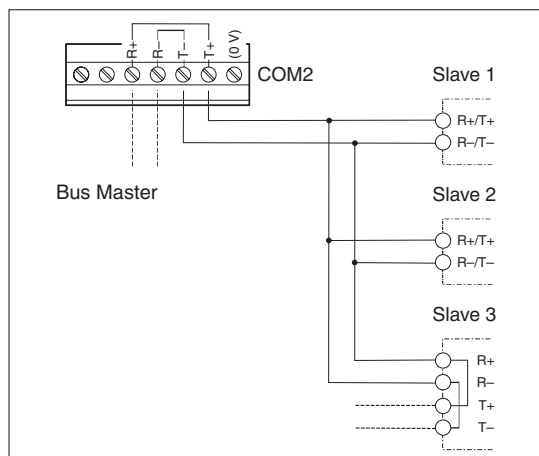 R+
R–
T–
T+
(0 V)
COM2
Bus Master
Slave 1
R+/T+
R–/T–
Slave 2
R+/T+
R–/T–
Slave 3
R+
R–
T+
T–